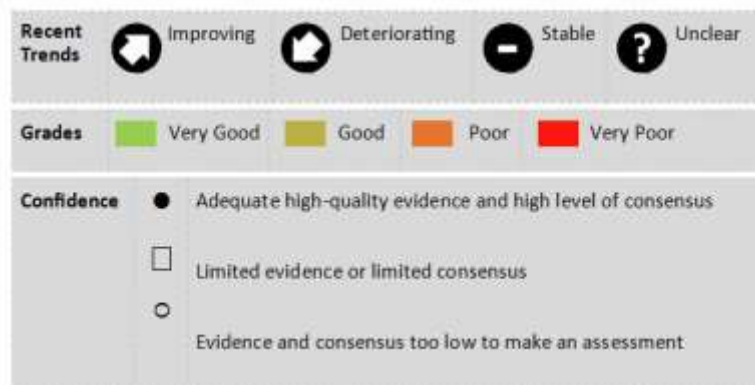 Recent Trends Improving Deteriorating − Stable ? Unclear
Grades Very Good Good Poor Very Poor
Confidence ● Adequate high-quality evidence and high level of consensus
□ Limited evidence or limited consensus
○ Evidence and consensus too low to make an assessment